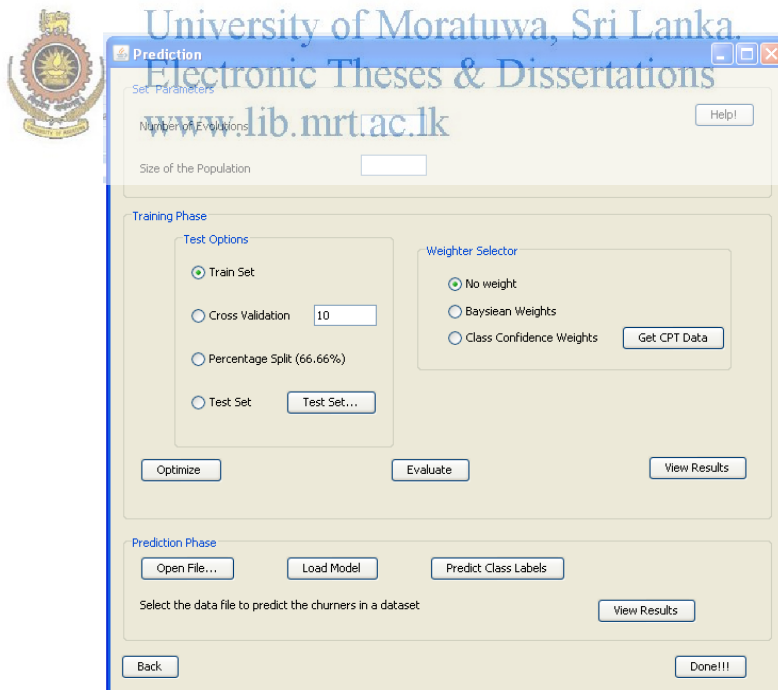 University of Moratuwa, Sri Lanka.
Electronic Theses & Dissertations
www.lib.mrt.ac.lk
Prediction
Set Parameters
Number of Evolutions
Help!
Size of the Population
Training Phase
Test Options
Train Set
Cross Validation 10
Percentage Split (66.66%)
Test Set Test Set...
Weighter Selector
No weight
Baysiean Weights
Class Confidence Weights Get CPT Data
Optimize Evaluate View Results
Prediction Phase
Open File... Load Model Predict Class Labels
Select the data file to predict the churners in a dataset View Results
Back Done!!!